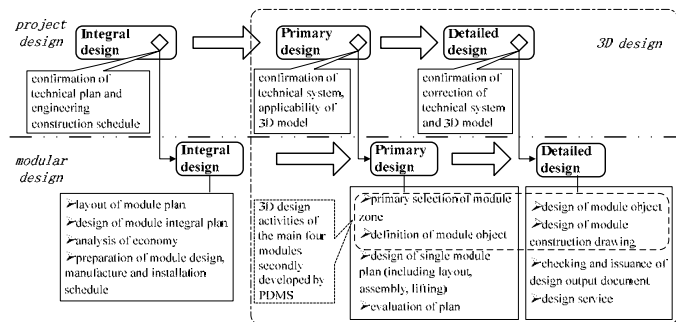 project
design
Integral
design
Primary
design
Detailed
design
3D design
confirmation of
technical plan and
engineering
construction schedule
confirmation of
technical system,
applicability of
3D model
confirmation of
correction of
technical system
and 3D model
modular
design
Integral
design
Primary
design
Detailed
design
➢layout of module plan
➢design of module integral plan
➢analysis of economy
➢preparation of module design,
manufacture and installation
schedule
3D design
activities of
the main four
modules
secondly
developed by
PDMS
➢primary selection of module
zone
➢definition of module object
➢design of single module
plan (including layout,
assembly, lifting)
➢evaluation of plan
➢design of module object
➢design of module
construction drawing
➢checking and issuance of
design output document
➢design service